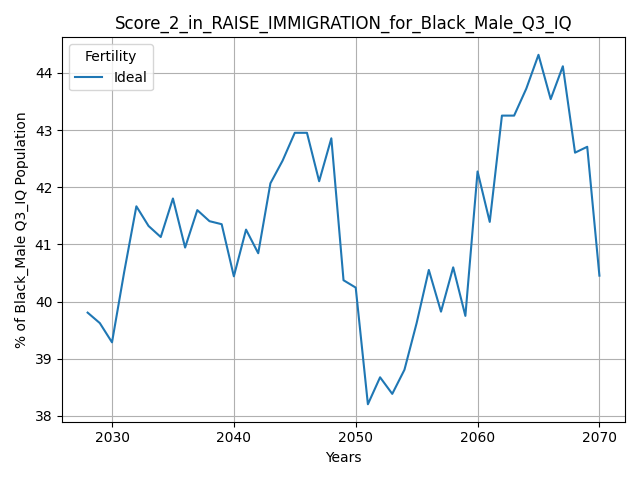 Score_2_in_RAISE_IMMIGRATION_for_Black_Male_Q3_IQ
Fertility
Ideal
% of Black_Male Q3_IQ Population
44
43
42
41
40
39
38
2030
2040
2050
2060
2070
Years